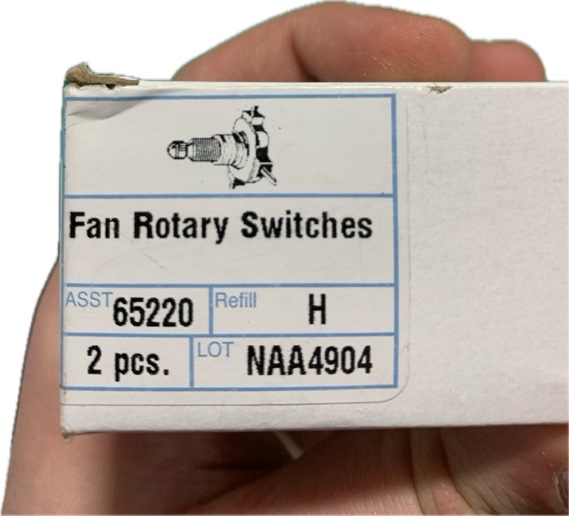 Fan Rotary Switches
ASST 65220 Refill H
2 pcs. LOT NAA4904